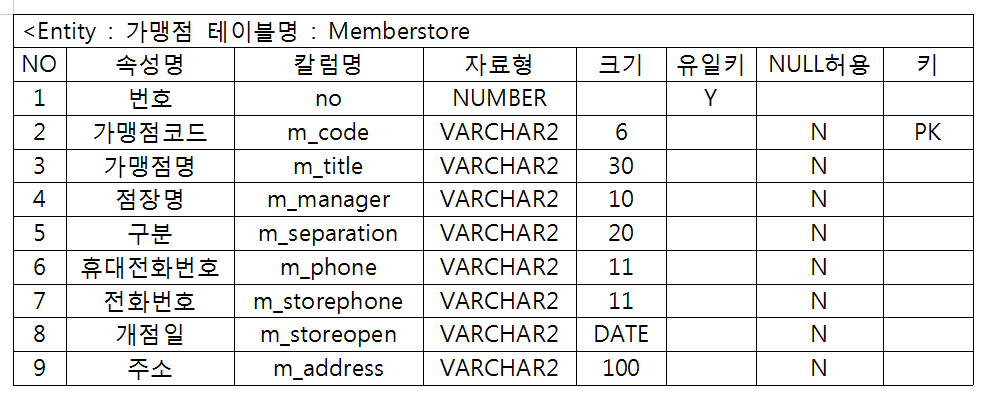 <Entity : 가맹점 테이블명 : Memberstore
NO 속성명 칼럼명 자료형 크기 유일키 NULL허용 키
1 번호 no NUMBER Y
2 가맹점코드 m_code VARCHAR2 6 N PK
3 가맹점명 m_title VARCHAR2 30 N
4 점장명 m_manager VARCHAR2 10 N
5 구분 m_separation VARCHAR2 20 N
6 휴대전화번호 m_phone VARCHAR2 11 N
7 전화번호 m_storephone VARCHAR2 11 N
8 개점일 m_storeopen VARCHAR2 DATE N
9 주소 m_address VARCHAR2 100 N